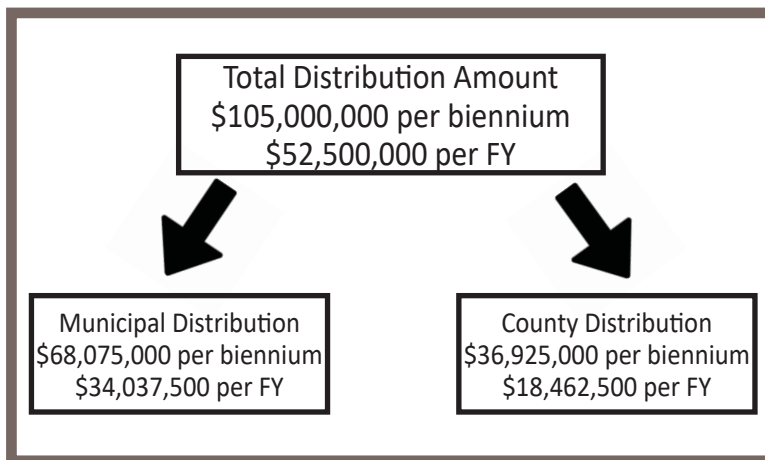 Total Distribution Amount
$105,000,000 per biennium
$52,500,000 per FY
Municipal Distribution
$68,075,000 per biennium
$34,037,500 per FY
County Distribution
$36,925,000 per biennium
$18,462,500 per FY